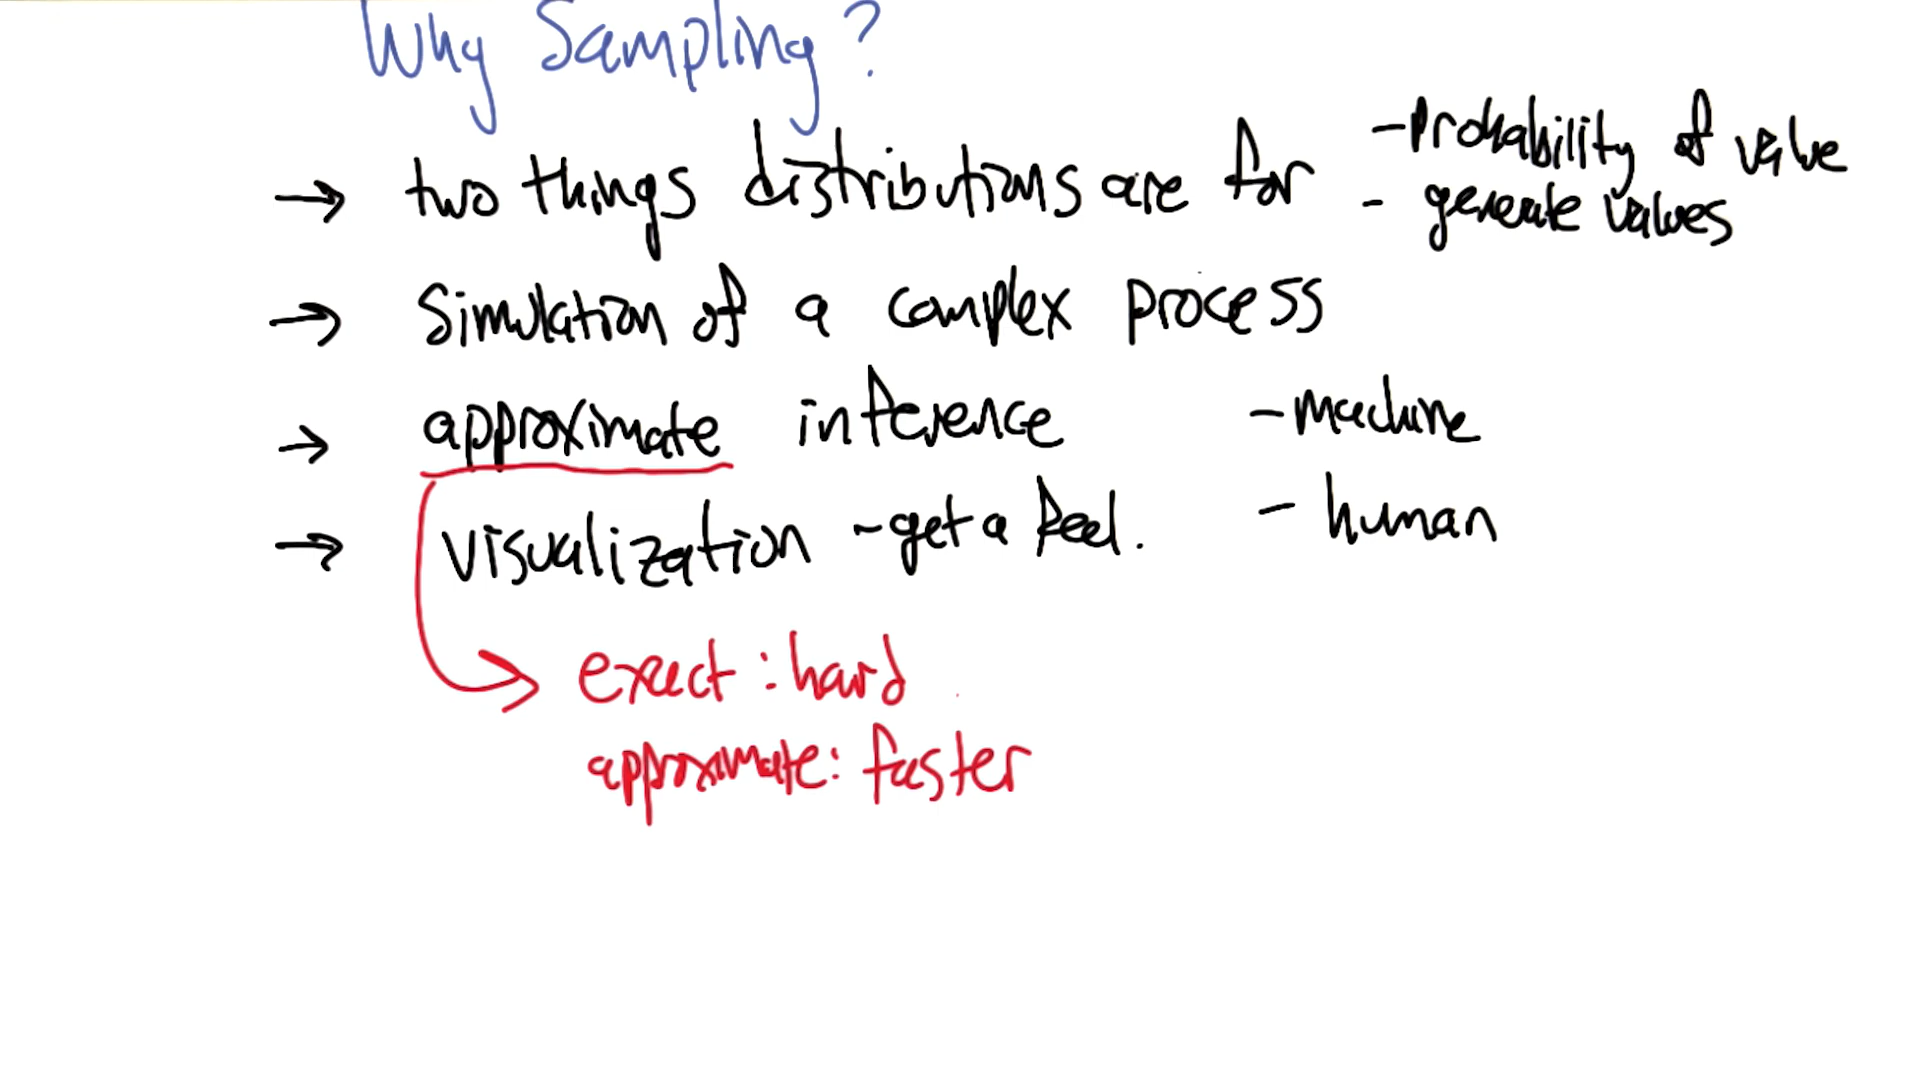 Why Sampling?
→ two things distributions are for - Probability of value
- generate values
→ Simulation of a complex process
→ approximate inference - machine
→ visualization - get a feel. - human
exact : hard
approximate: faster